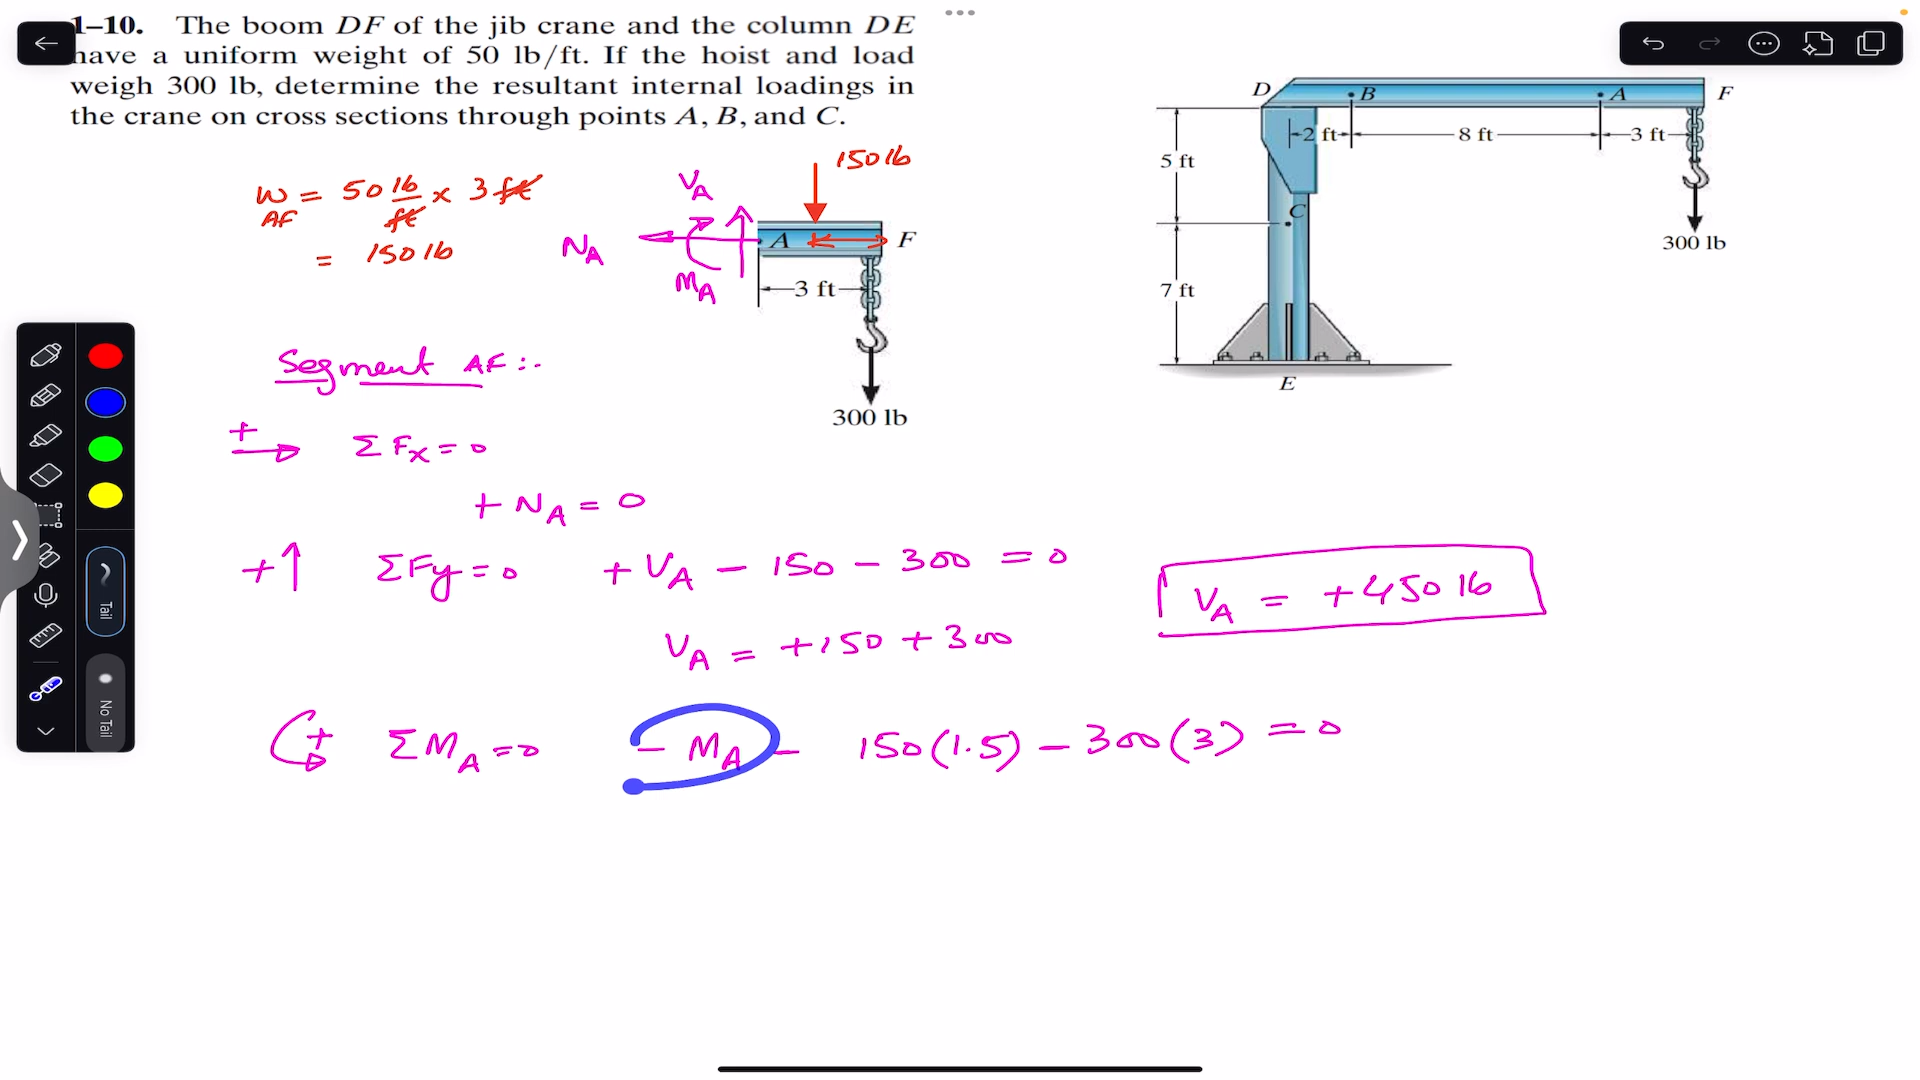 1–10. The boom DF of the jib crane and the column DE
have a uniform weight of 50 lb/ft. If the hoist and load
weigh 300 lb, determine the resultant internal loadings in
the crane on cross sections through points A, B, and C.
D
B
A
F
2 ft
8 ft
3 ft
5 ft
C
300 lb
7 ft
E
W AF = 50 lb/ft x 3 ft
= 150 lb
150 lb
VA
NA
A
F
MA
3 ft
300 lb
Segment AF :-
+ ΣFx = 0
+ NA = 0
+↑ ΣFy = 0 + VA - 150 - 300 = 0
VA = +150 + 300
VA = +450 lb
+ ΣMA = 0 - MA - 150(1.5) - 300(3) = 0
Tail
No Tail